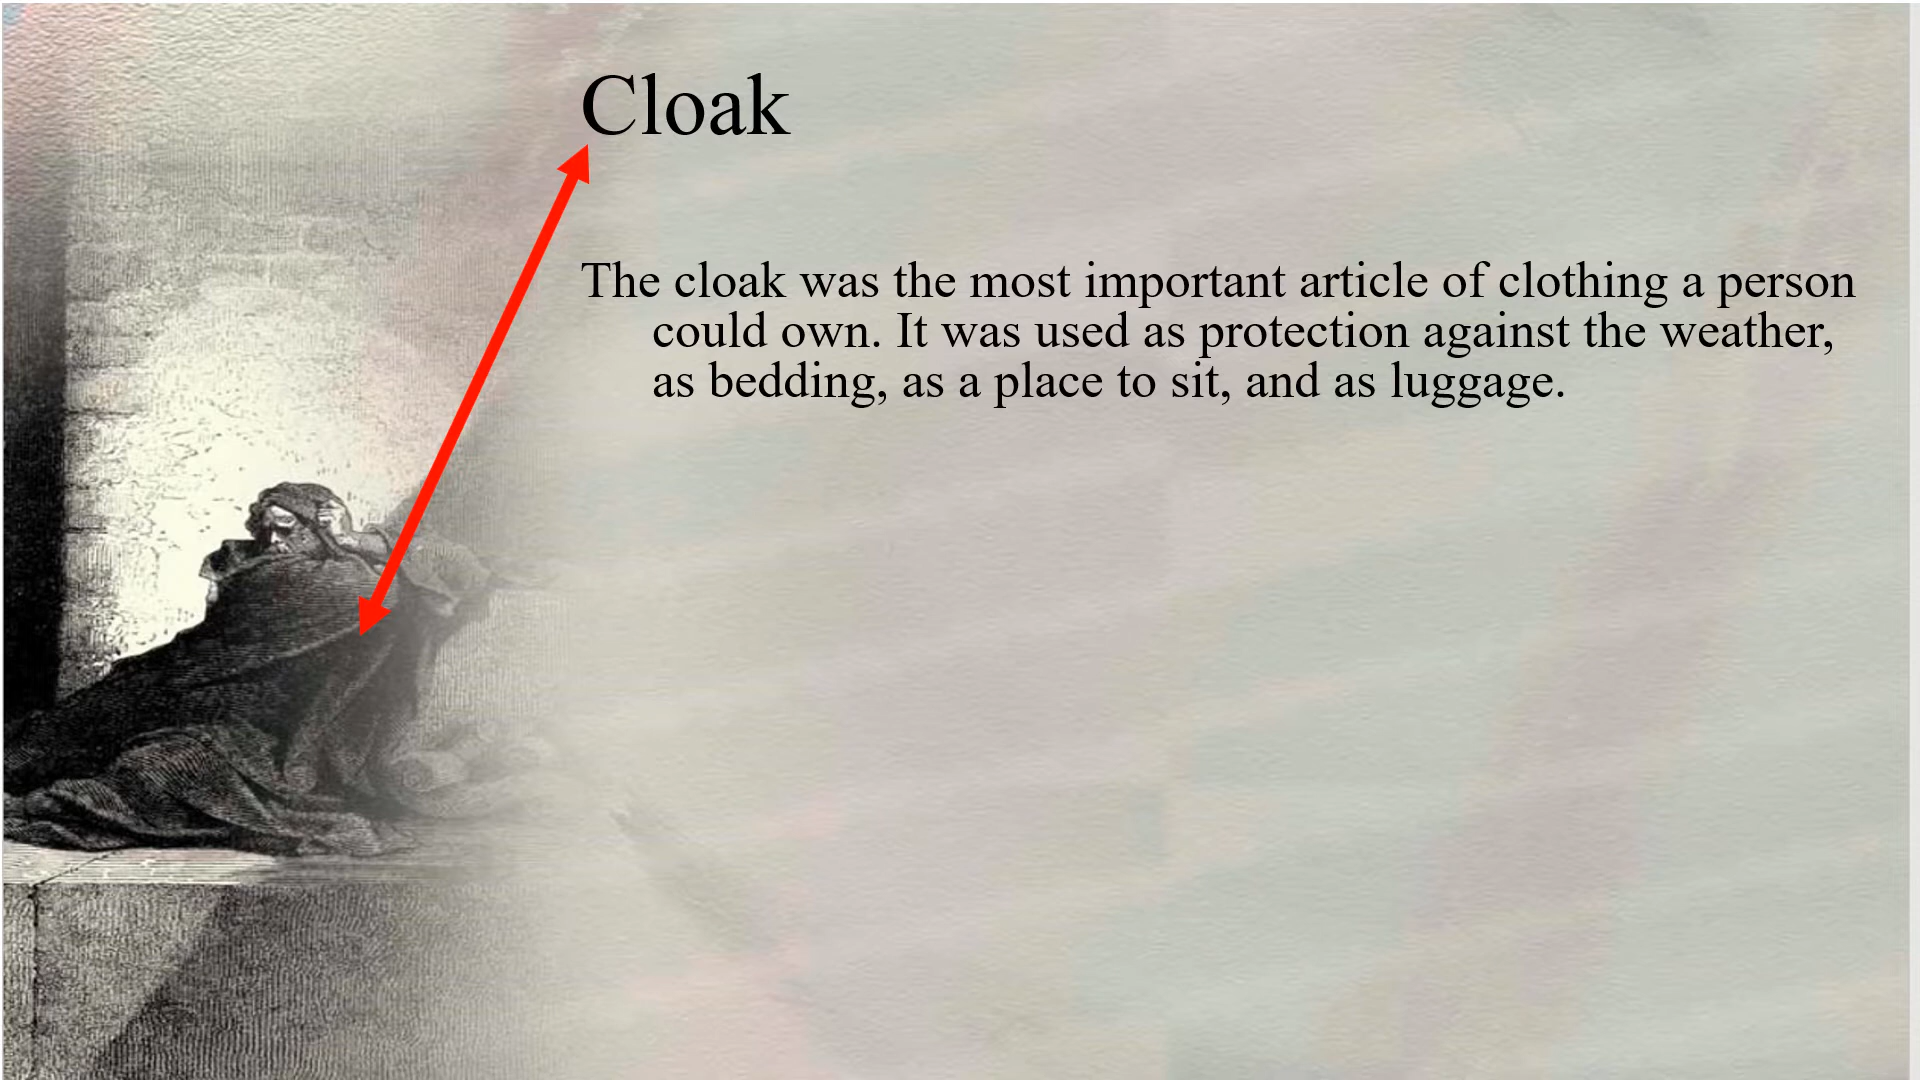 Cloak
The cloak was the most important article of clothing a person
could own. It was used as protection against the weather,
as bedding, as a place to sit, and as luggage.